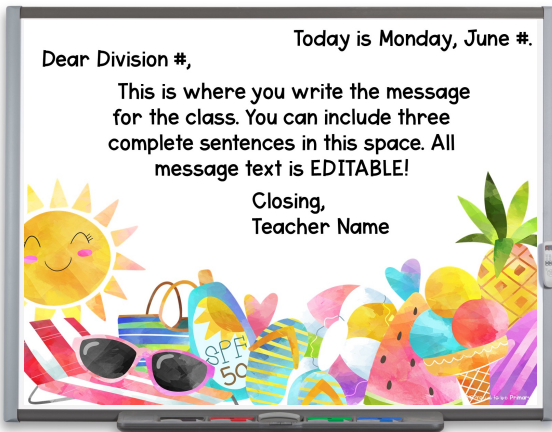 Today is Monday, June #.
Dear Division #,
This is where you write the message
for the class. You can include three
complete sentences in this space. All
message text is EDITABLE!
Closing,
Teacher Name
SPF
50